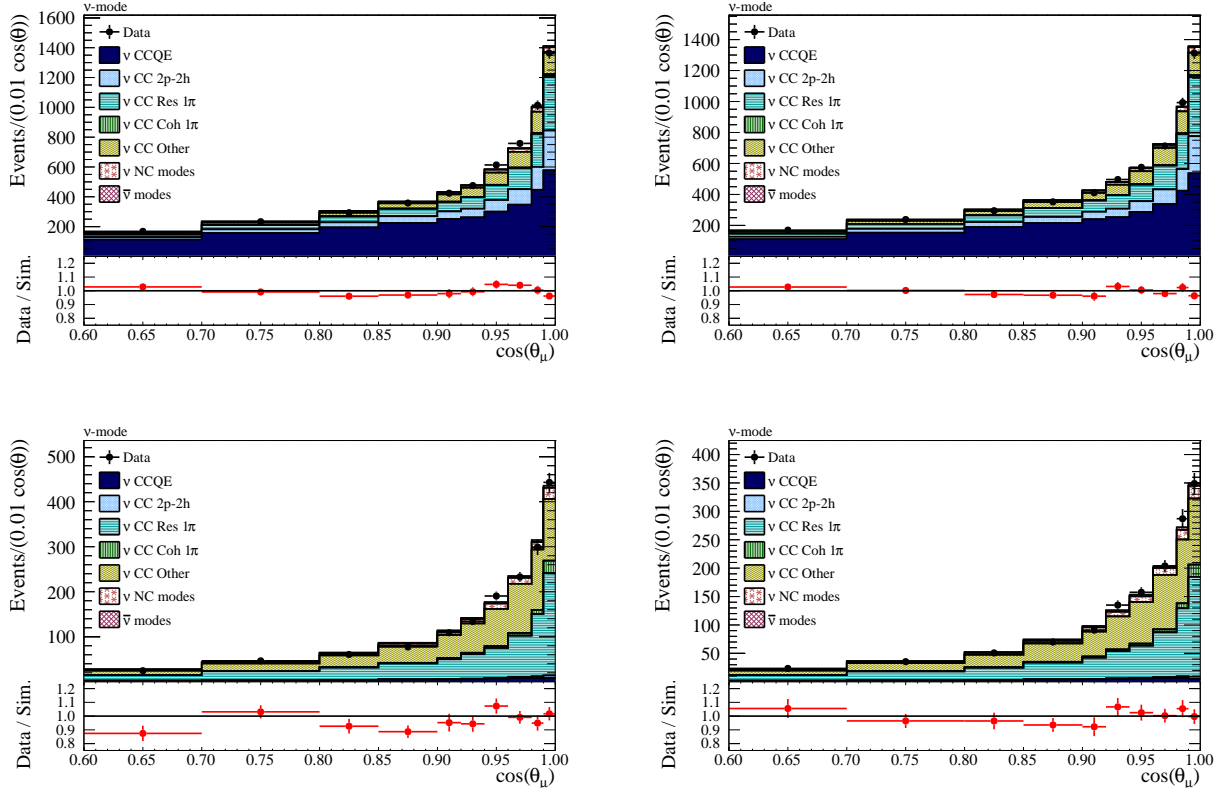 ν-mode
Events/(0.01 cos(θ))
1600
1400
1200
1000
800
600
400
200
Data
ν CCQE
ν CC 2p-2h
ν CC Res 1π
ν CC Coh 1π
ν CC Other
ν NC modes
ν̅ modes
Data / Sim.
1.2
1.1
1.0
0.9
0.8
0.60 0.65 0.70 0.75 0.80 0.85 0.90 0.95 1.00
cos(θμ)
ν-mode
Events/(0.01 cos(θ))
1400
1200
1000
800
600
400
200
Data
ν CCQE
ν CC 2p-2h
ν CC Res 1π
ν CC Coh 1π
ν CC Other
ν NC modes
ν̅ modes
Data / Sim.
1.2
1.1
1.0
0.9
0.8
0.60 0.65 0.70 0.75 0.80 0.85 0.90 0.95 1.00
cos(θμ)
ν-mode
Events/(0.01 cos(θ))
500
400
300
200
100
Data
ν CCQE
ν CC 2p-2h
ν CC Res 1π
ν CC Coh 1π
ν CC Other
ν NC modes
ν̅ modes
Data / Sim.
1.2
1.1
1.0
0.9
0.8
0.60 0.65 0.70 0.75 0.80 0.85 0.90 0.95 1.00
cos(θμ)
ν-mode
Events/(0.01 cos(θ))
400
350
300
250
200
150
100
50
Data
ν CCQE
ν CC 2p-2h
ν CC Res 1π
ν CC Coh 1π
ν CC Other
ν NC modes
ν̅ modes
Data / Sim.
1.2
1.1
1.0
0.9
0.8
0.60 0.65 0.70 0.75 0.80 0.85 0.90 0.95 1.00
cos(θμ)